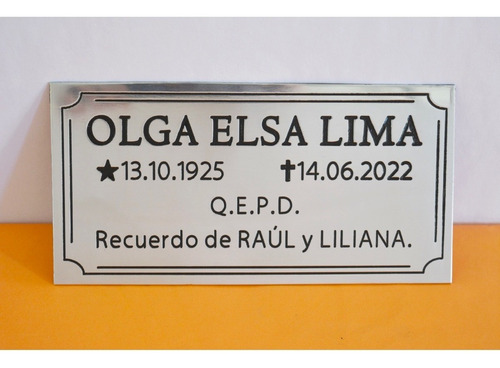 OLGA ELSA LIMA
★13.10.1925 ✝14.06.2022
Q.E.P.D.
Recuerdo de RAÚL y LILIANA.